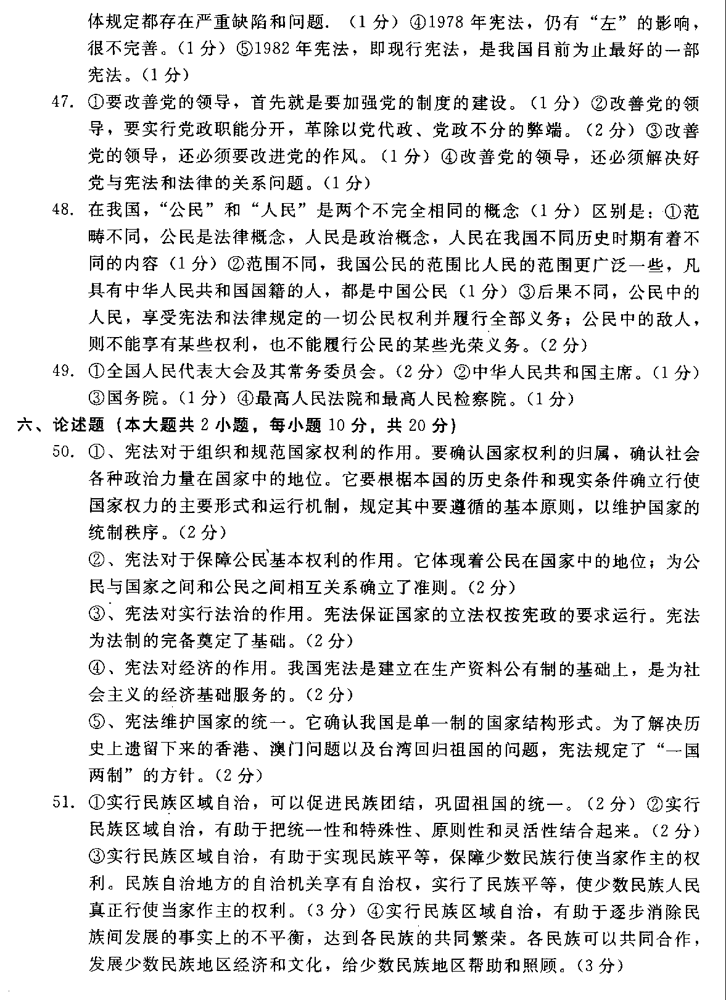 体规定都存在严重缺陷和问题.（1 分）④1978 年宪法，仍有“左”的影响，
很不完善。（1 分）⑤1982 年宪法，即现行宪法，是我国目前为止最好的一部
宪法。（1 分）
47. ①要改善党的领导，首先就是要加强党的制度的建设。（1 分）②改善党的领
导，要实行党政职能分开，革除以党代政、党政不分的弊端。（2 分）③改善
党的领导，还必须要改进党的作风。（1 分）④改善党的领导，还必须解决好
党与宪法和法律的关系问题。（1 分）
48. 在我国，“公民”和“人民”是两个不完全相同的概念（1 分）区别是：①范
畴不同，公民是法律概念，人民是政治概念，人民在我国不同历史时期有着不
同的内容（1 分）②范围不同，我国公民的范围比人民的范围更广泛一些，凡
具有中华人民共和国国籍的人，都是中国公民（1 分）③后果不同，公民中的
人民，享受宪法和法律规定的一切公民权利并履行全部义务；公民中的敌人，
则不能享有某些权利，也不能履行公民的某些光荣义务。（2 分）
49. ①全国人民代表大会及其常务委员会。（2 分）②中华人民共和国主席。（1 分）
③国务院。（1 分）④最高人民法院和最高人民检察院。（1 分）
六、论述题（本大题共 2 小题，每小题 10 分，共 20 分）
50. ①、宪法对于组织和规范国家权利的作用。要确认国家权利的归属，确认社会
各种政治力量在国家中的地位。它要根椐本国的历史条件和现实条件确立行使
国家权力的主要形式和运行机制，规定其中要遵循的基本原则，以维护国家的
统制秩序。（2 分）
②、宪法对于保障公民基本权利的作用。它体现着公民在国家中的地位；为公
民与国家之间和公民之间相互关系确立了准则。（2 分）
③、宪法对实行法治的作用。宪法保证国家的立法权按宪政的要求运行。宪法
为法制的完备奠定了基础。（2 分）
④、宪法对经济的作用。我国宪法是建立在生产资料公有制的基础上，是为社
会主义的经济基础服务的。（2 分）
⑤、宪法维护国家的统一。它确认我国是单一制的国家结构形式。为了解决历
史上遗留下来的香港、澳门问题以及台湾回归祖国的问题，宪法规定了“一国
两制”的方针。（2 分）
51. ①实行民族区域自治，可以促进民族团结，巩固祖国的统一。（2 分）②实行
民族区域自治，有助于把统一性和特殊性、原则性和灵活性结合起来。（2 分）
③实行民族区域自治，有助于实现民族平等，保障少数民族行使当家作主的权
利。民族自治地方的自治机关享有自治权，实行了民族平等，使少数民族人民
真正行使当家作主的权利。（3 分）④实行民族区域自治，有助于逐步消除民
族间发展的事实上的不平衡，达到各民族的共同繁荣。各民族可以共同合作，
发展少数民族地区经济和文化，给少数民族地区帮助和照顾。（3 分）